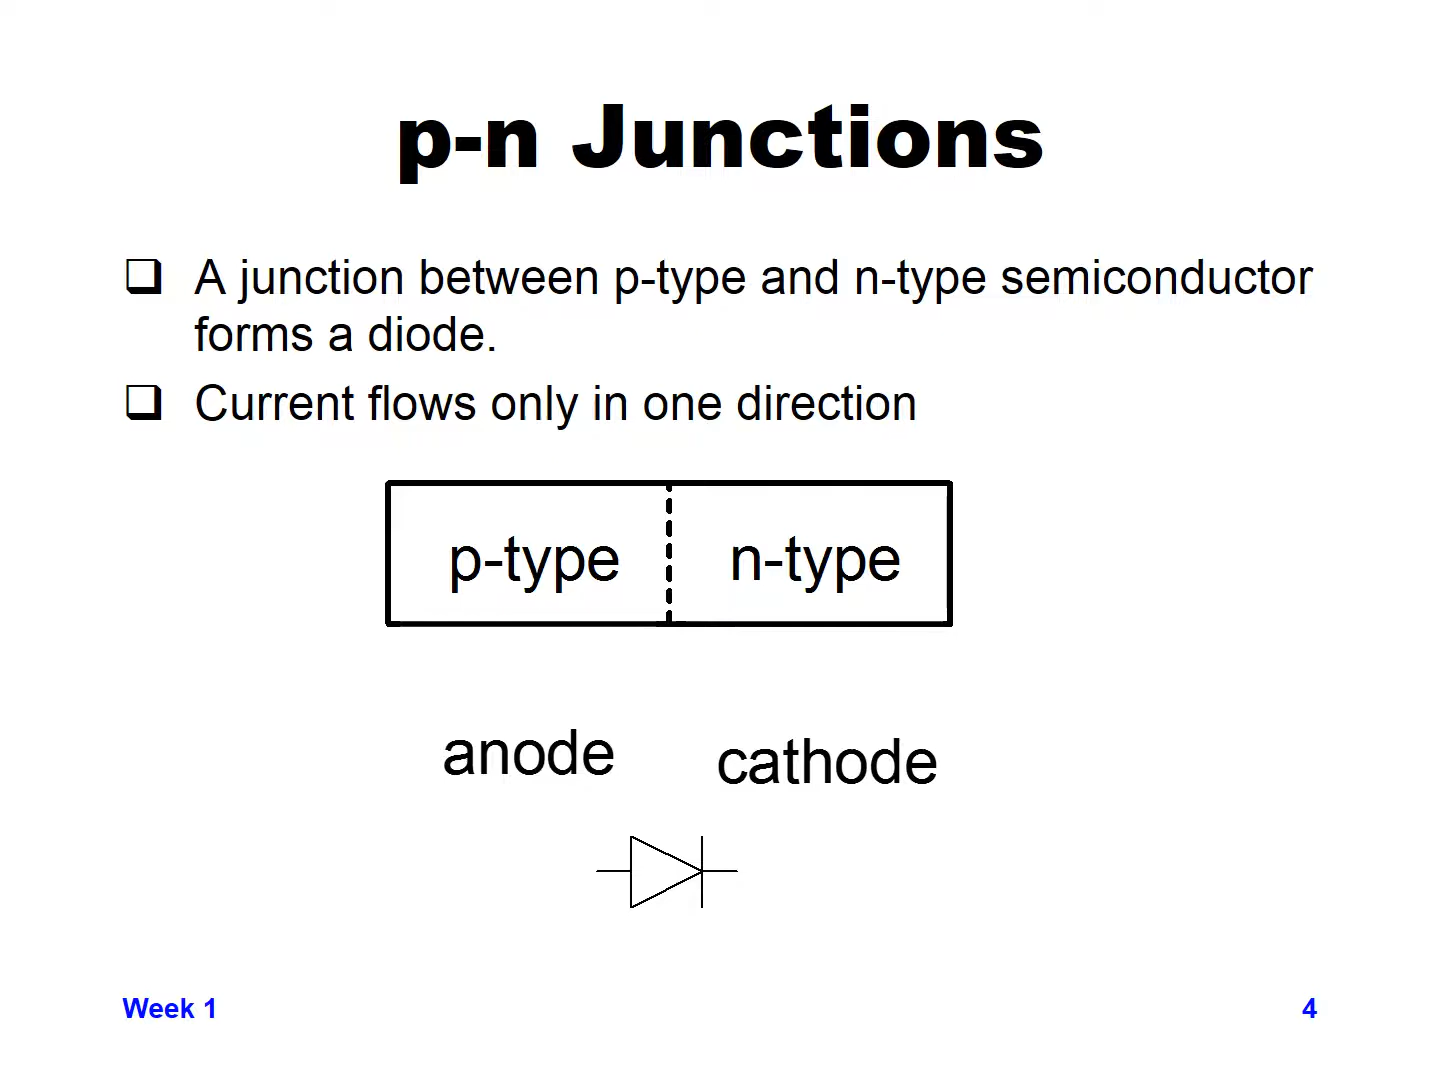 p-n Junctions
A junction between p-type and n-type semiconductor
forms a diode.
Current flows only in one direction
p-type n-type
anode cathode
Week 1 4